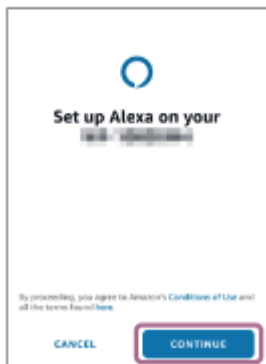 Set up Alexa on your
By proceeding, you agree to Amazon's Conditions of Use and
all the terms found here.
CANCEL
CONTINUE